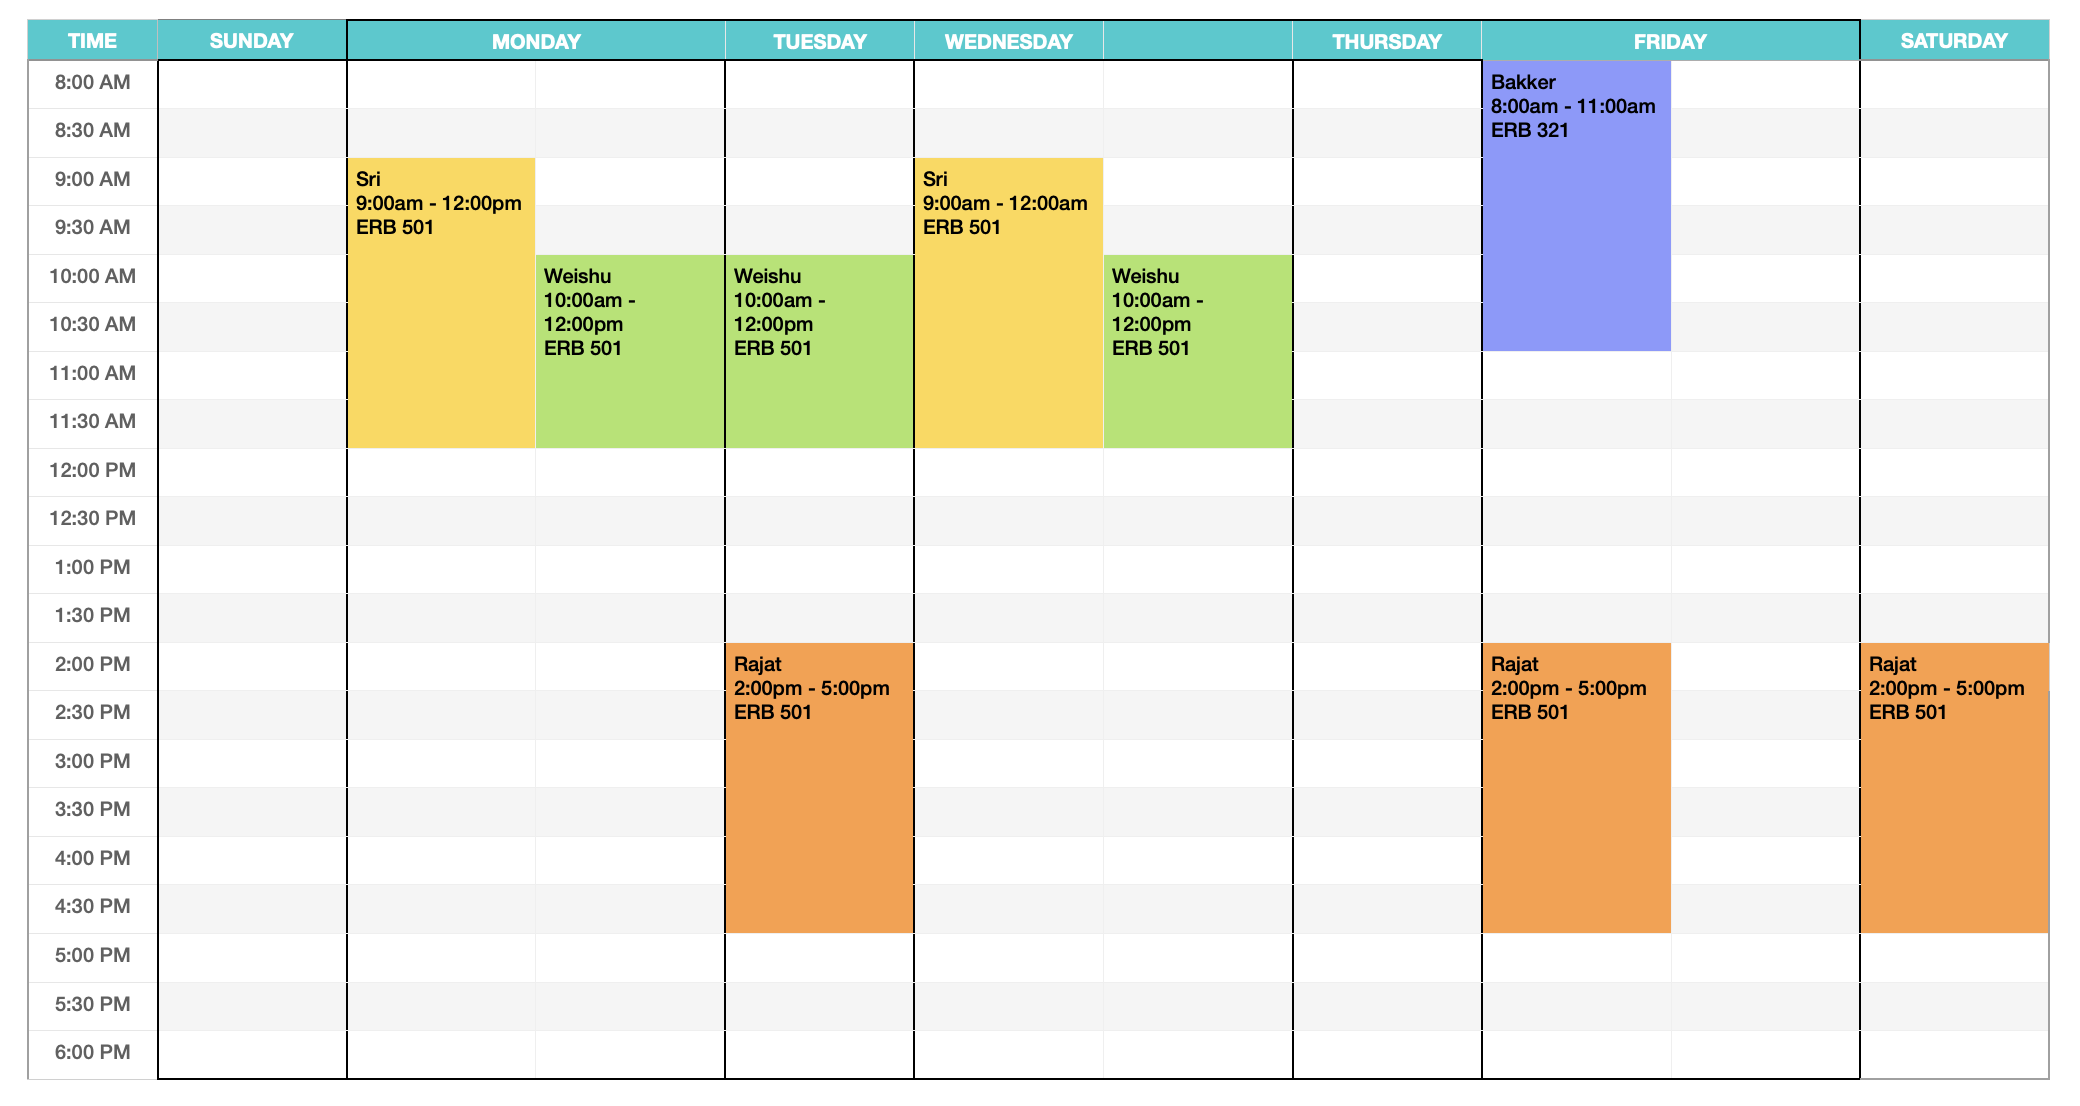 TIME SUNDAY MONDAY TUESDAY WEDNESDAY THURSDAY FRIDAY SATURDAY
8:00 AM
8:30 AM
9:00 AM
9:30 AM
10:00 AM
10:30 AM
11:00 AM
11:30 AM
12:00 PM
12:30 PM
1:00 PM
1:30 PM
2:00 PM
2:30 PM
3:00 PM
3:30 PM
4:00 PM
4:30 PM
5:00 PM
5:30 PM
6:00 PM
Sri
9:00am - 12:00pm
ERB 501
Weishu
10:00am -
12:00pm
ERB 501
Weishu
10:00am -
12:00pm
ERB 501
Rajat
2:00pm - 5:00pm
ERB 501
Sri
9:00am - 12:00am
ERB 501
Weishu
10:00am -
12:00pm
ERB 501
Bakker
8:00am - 11:00am
ERB 321
Rajat
2:00pm - 5:00pm
ERB 501
Rajat
2:00pm - 5:00pm
ERB 501